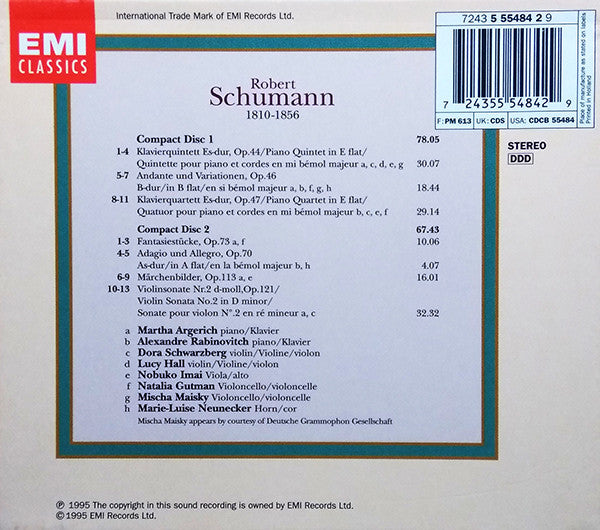 International Trade Mark of EMI Records Ltd.
EMI
CLASSICS
7243 5 55484 2 9
7 24355 54842 9
F: PM 613 UK: CDS USA: CDCB 55484
Place of manufacture as stated on labels
Printed in Holland
STEREO
DDD
Robert
Schumann
1810-1856
Compact Disc 1 78.05
1-4 Klavierquintett Es-dur, Op.44/Piano Quintet in E flat/
Quintette pour piano et cordes en mi bémol majeur a, c, d, e, g 30.07
5-7 Andante und Variationen, Op.46
B-dur/in B flat/en si bémol majeur a, b, f, g, h 18.44
8-11 Klavierquartett Es-dur, Op.47/Piano Quartet in E flat/
Quatuor pour piano et cordes en mi bémol majeur b, c, e, f 29.14
Compact Disc 2 67.43
1-3 Fantasiestücke, Op.73 a, f 10.06
4-5 Adagio und Allegro, Op.70
As-dur/in A flat/en la bémol majeur b, h 4.07
6-9 Märchenbilder, Op.113 a, e 16.01
10-13 Violinsonate Nr.2 d-moll,Op.121/
Violin Sonata No.2 in D minor/
Sonate pour violon Nº.2 en ré mineur a, c 32.32
a Martha Argerich piano/Klavier
b Alexandre Rabinovitch piano/Klavier
c Dora Schwarzberg violin/Violine/violon
d Lucy Hall violin/Violine/violon
e Nobuko Imai Viola/alto
f Natalia Gutman Violoncello/violoncelle
g Mischa Maisky Violoncello/violoncelle
h Marie-Luise Neunecker Horn/cor
Mischa Maisky appears by courtesy of Deutsche Grammophon Gesellschaft
℗ 1995 The copyright in this sound recording is owned by EMI Records Ltd.
© 1995 EMI Records Ltd.